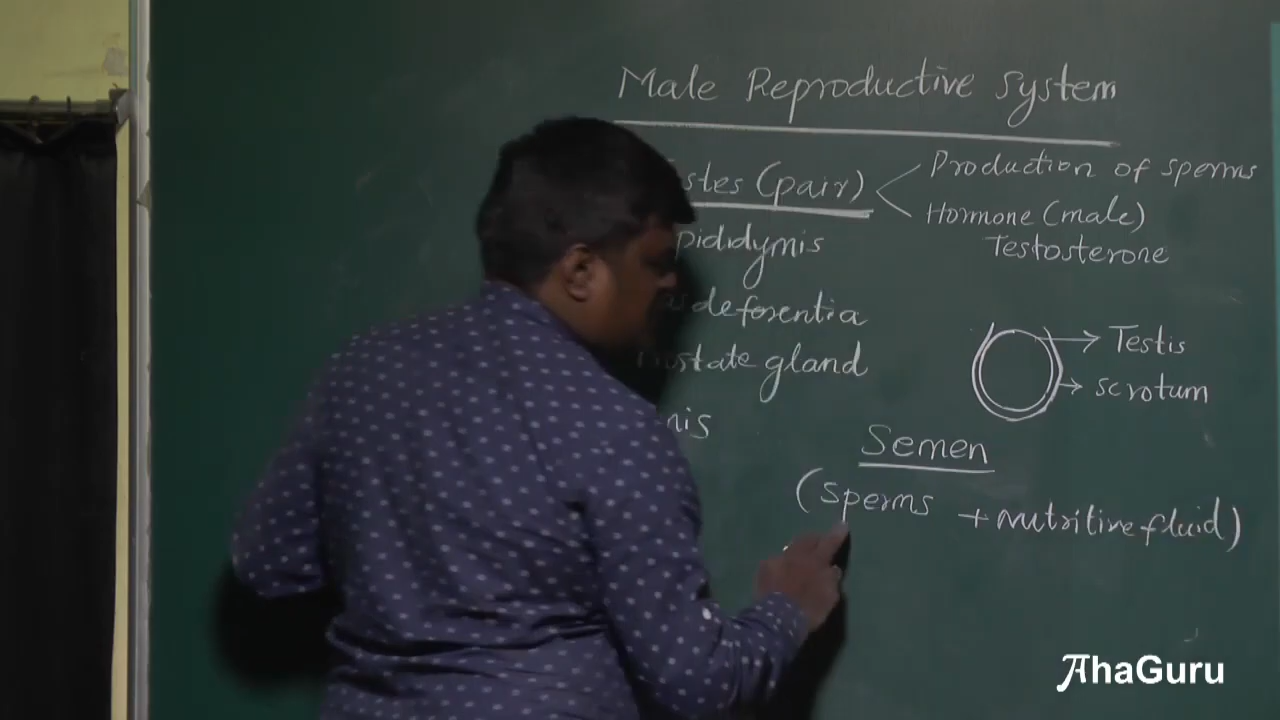 Male Reproductive System
stes (pair)
Production of sperms
Hormone (male)
Testosterone
pididymis
deferentia
state gland
nis
Testis
scrotum
Semen
(sperms + nutritive fluid)
AhaGuru